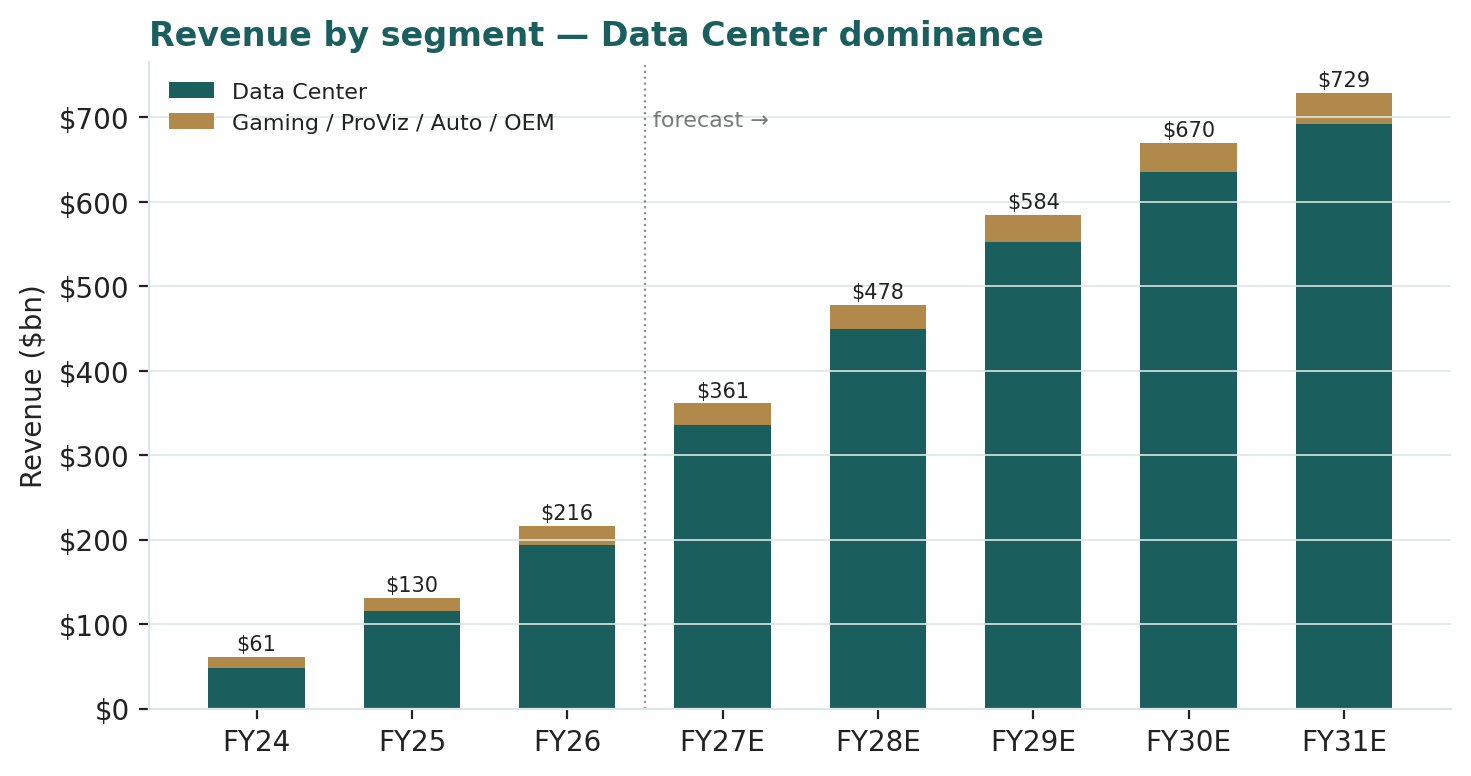 Revenue by segment — Data Center dominance
Data Center
Gaming / ProViz / Auto / OEM
forecast →
Revenue ($bn)
$700
$600
$500
$400
$300
$200
$100
$0
$61
$130
$216
$361
$478
$584
$670
$729
FY24
FY25
FY26
FY27E
FY28E
FY29E
FY30E
FY31E